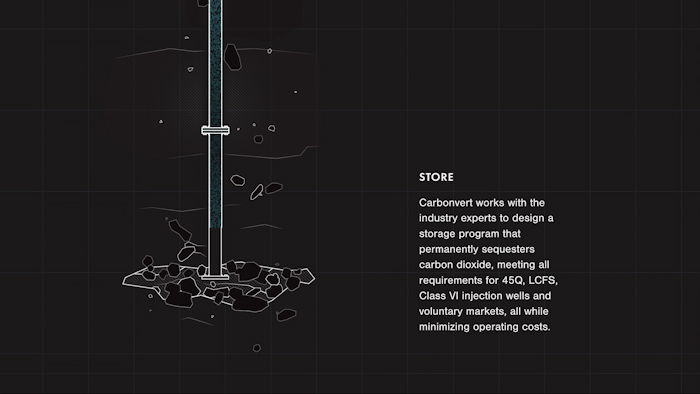 STORE
Carbonvert works with the
industry experts to design a
storage program that
permanently sequesters
carbon dioxide, meeting all
requirements for 45Q, LCFS,
Class VI injection wells and
voluntary markets, all while
minimizing operating costs.